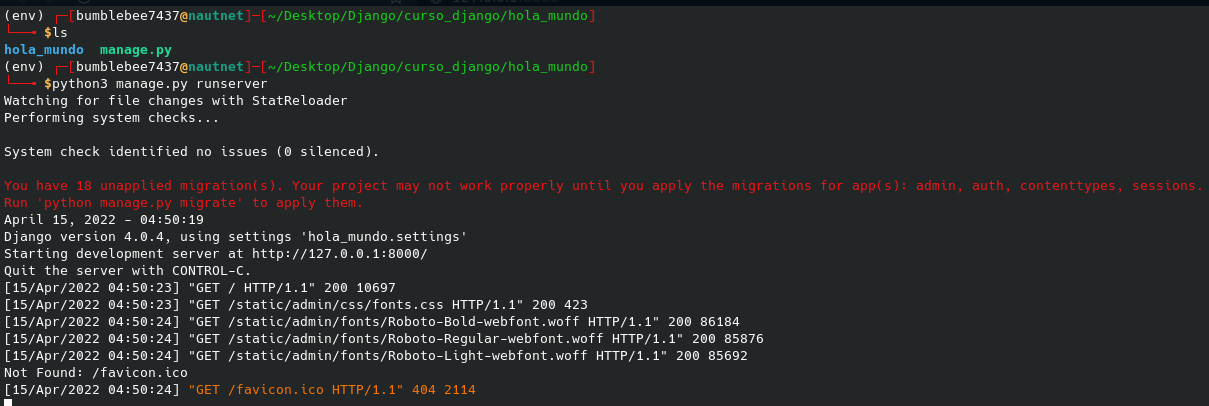 (env) ┌─[bumblebee7437@nautnet]─[~/Desktop/Django/curso_django/hola_mundo]
└──╼ $ls
hola_mundo  manage.py
(env) ┌─[bumblebee7437@nautnet]─[~/Desktop/Django/curso_django/hola_mundo]
└──╼ $python3 manage.py runserver
Watching for file changes with StatReloader
Performing system checks...
System check identified no issues (0 silenced).
You have 18 unapplied migration(s). Your project may not work properly until you apply the migrations for app(s): admin, auth, contenttypes, sessions.
Run 'python manage.py migrate' to apply them.
April 15, 2022 - 04:50:19
Django version 4.0.4, using settings 'hola_mundo.settings'
Starting development server at http://127.0.0.1:8000/
Quit the server with CONTROL-C.
[15/Apr/2022 04:50:23] "GET / HTTP/1.1" 200 10697
[15/Apr/2022 04:50:23] "GET /static/admin/css/fonts.css HTTP/1.1" 200 423
[15/Apr/2022 04:50:24] "GET /static/admin/fonts/Roboto-Bold-webfont.woff HTTP/1.1" 200 86184
[15/Apr/2022 04:50:24] "GET /static/admin/fonts/Roboto-Regular-webfont.woff HTTP/1.1" 200 85876
[15/Apr/2022 04:50:24] "GET /static/admin/fonts/Roboto-Light-webfont.woff HTTP/1.1" 200 85692
Not Found: /favicon.ico
[15/Apr/2022 04:50:24] "GET /favicon.ico HTTP/1.1" 404 2114